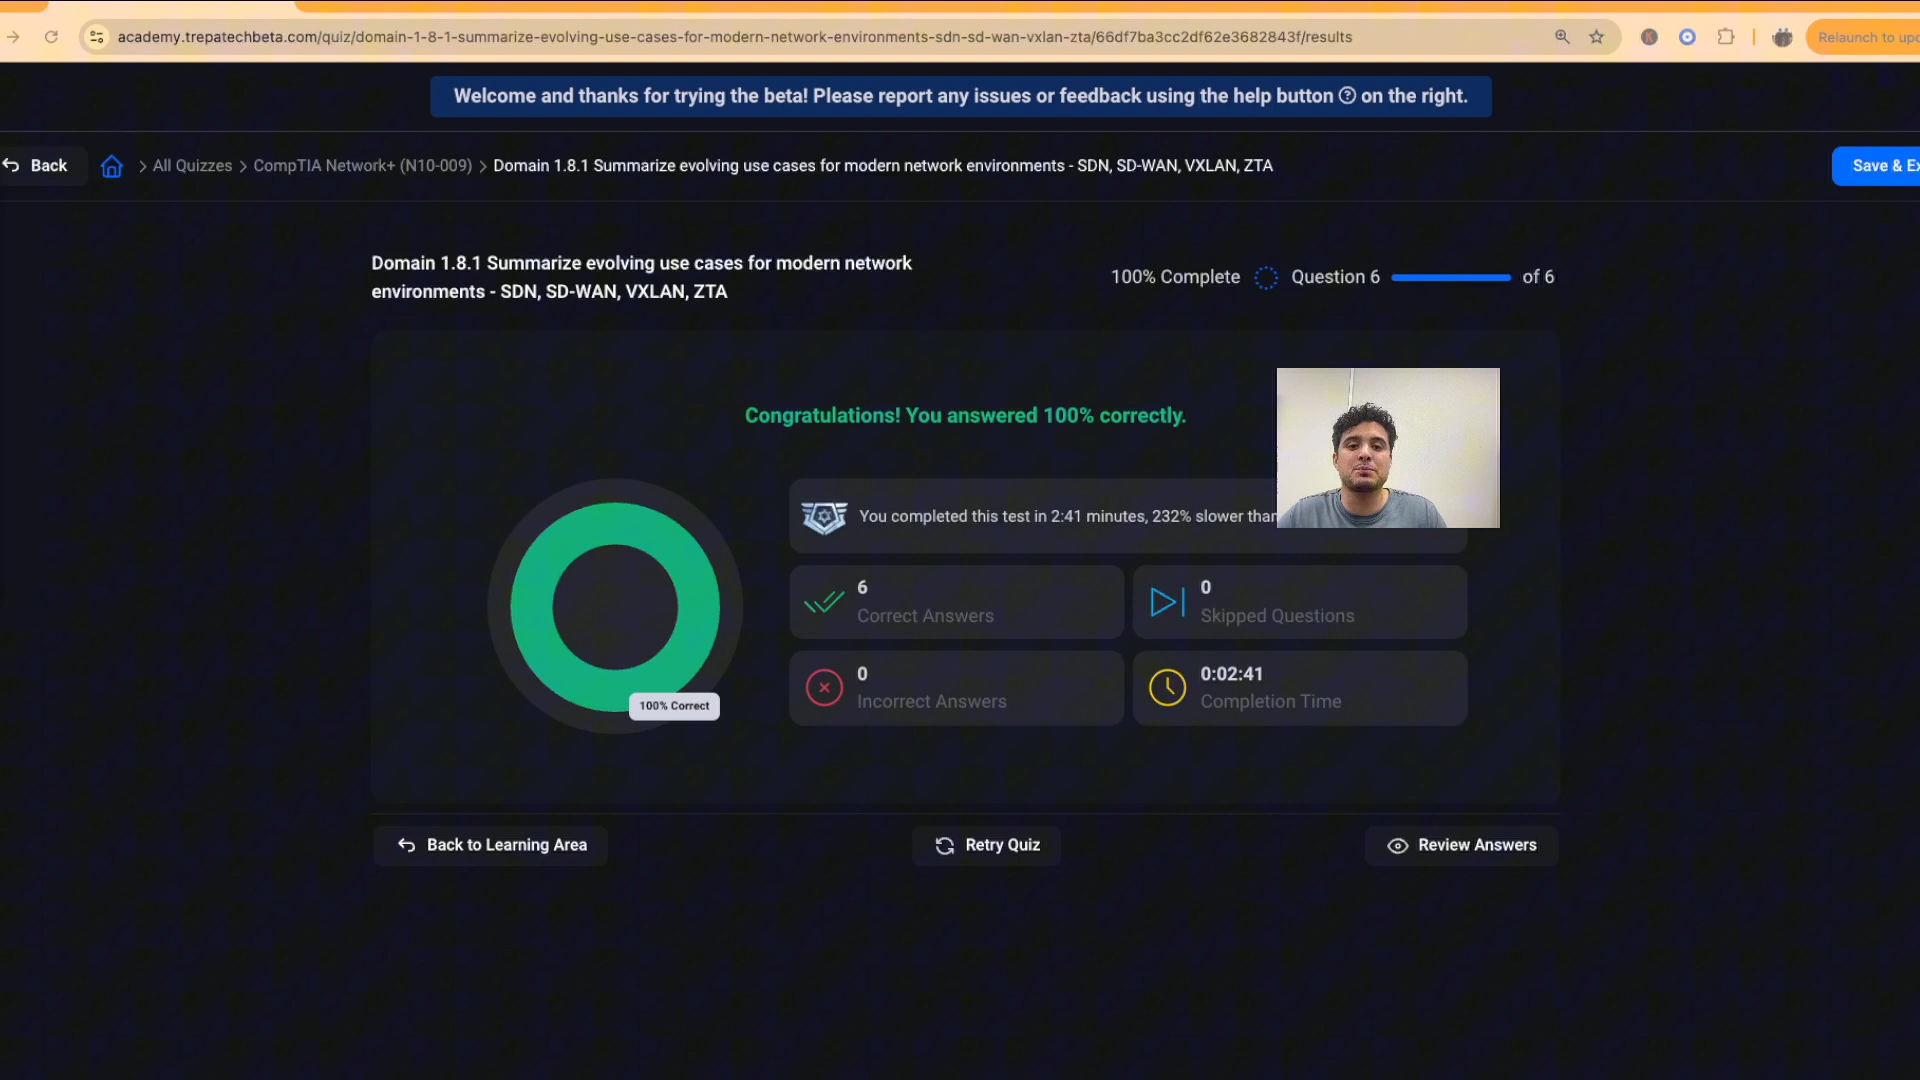 academy.trepatechbeta.com/quiz/domain-1-8-1-summarize-evolving-use-cases-for-modern-network-environments-sdn-sd-wan-vxlan-zta/66df7ba3cc2df62e3682843f/results
Relaunch to upd
Welcome and thanks for trying the beta! Please report any issues or feedback using the help button ? on the right.
Back > All Quizzes > CompTIA Network+ (N10-009) > Domain 1.8.1 Summarize evolving use cases for modern network environments - SDN, SD-WAN, VXLAN, ZTA
Save & Ex
Domain 1.8.1 Summarize evolving use cases for modern network
environments - SDN, SD-WAN, VXLAN, ZTA
100% Complete Question 6 of 6
Congratulations! You answered 100% correctly.
You completed this test in 2:41 minutes, 232% slower than
6
Correct Answers
0
Skipped Questions
0
Incorrect Answers
0:02:41
Completion Time
100% Correct
Back to Learning Area
Retry Quiz
Review Answers